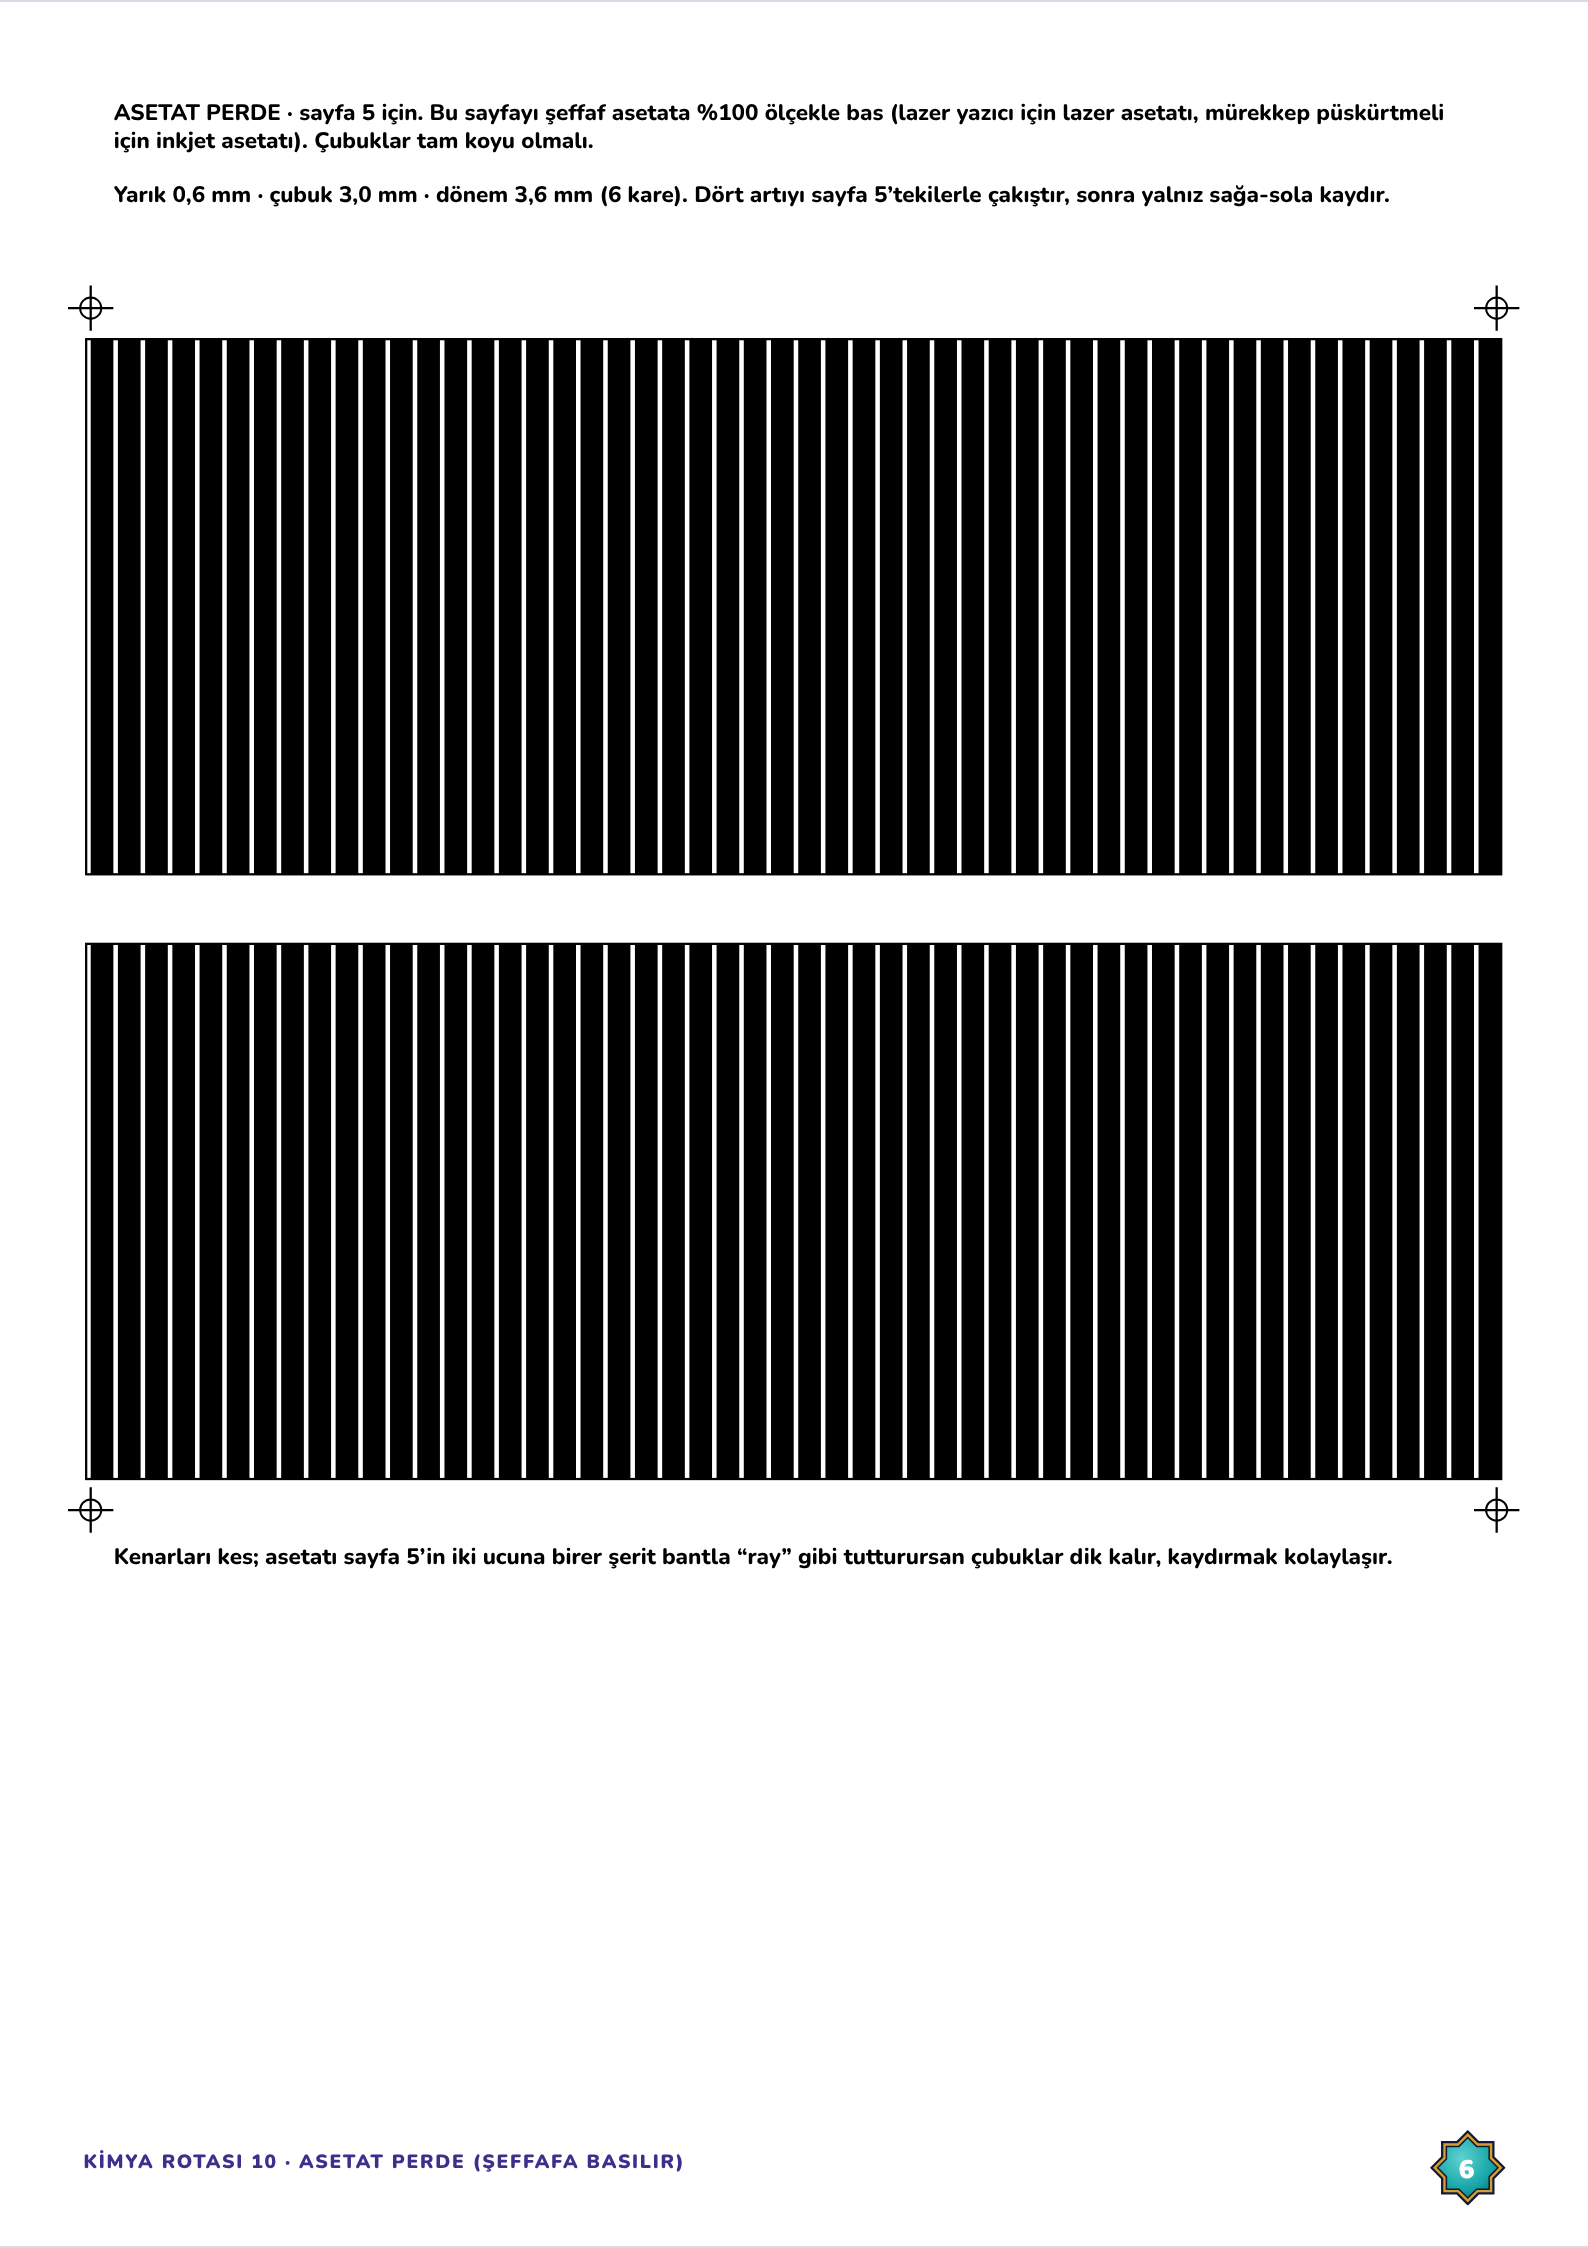 ASETAT PERDE · sayfa 5 için. Bu sayfayı şeffaf asetata %100 ölçekle bas (lazer yazıcı için lazer asetatı, mürekkep püskürtmeli
için inkjet asetatı). Çubuklar tam koyu olmalı.
Yarık 0,6 mm · çubuk 3,0 mm · dönem 3,6 mm (6 kare). Dört artıyı sayfa 5’tekilerle çakıştır, sonra yalnız sağa-sola kaydır.
Kenarları kes; asetatı sayfa 5’in iki ucuna birer şerit bantla “ray” gibi tutturursan çubuklar dik kalır, kaydırmak kolaylaşır.
KİMYA ROTASI 10 · ASETAT PERDE (ŞEFFAFA BASILIR)
6